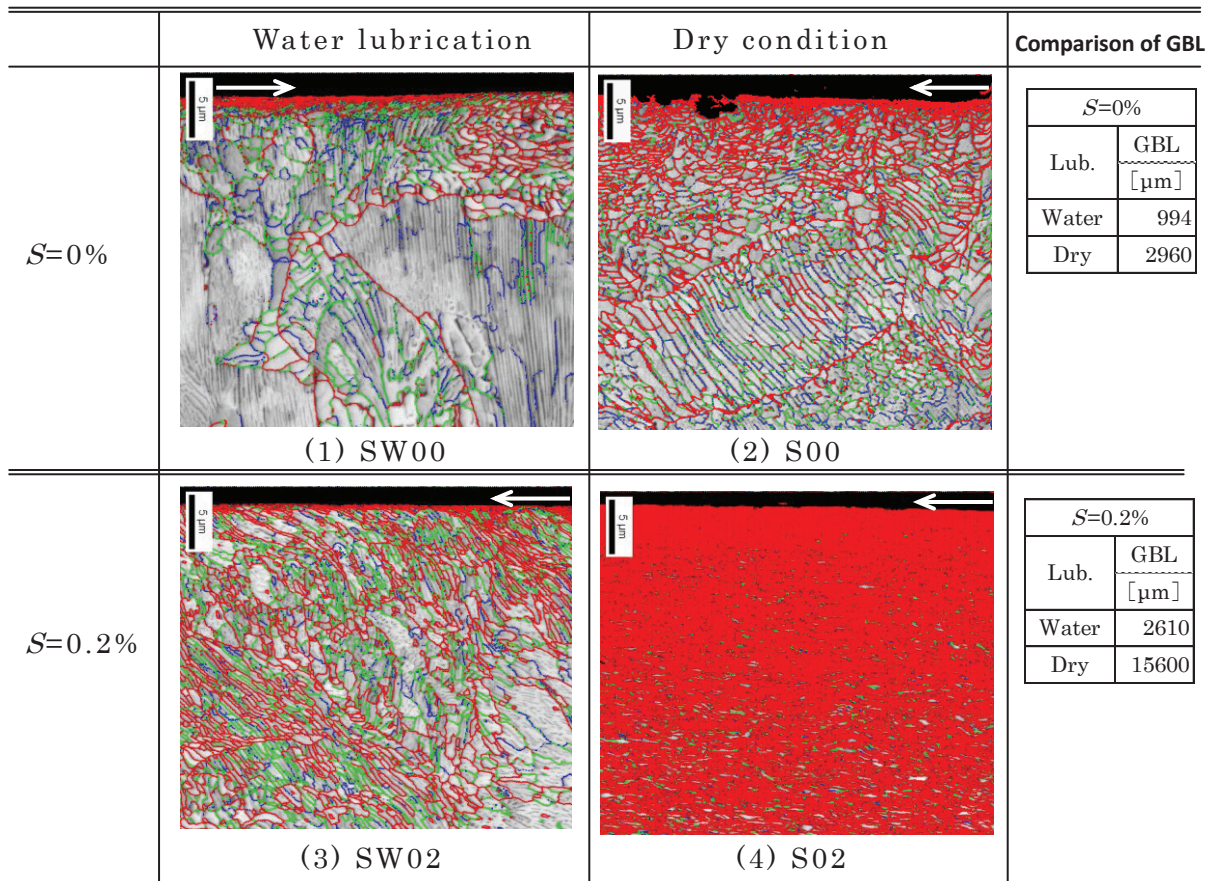 Water lubrication
Dry condition
Comparison of GBL
S=0%
5 µm
(1) SW00
5 µm
(2) S00
S=0%
Lub.
GBL
[µm]
Water 994
Dry 2960
S=0.2%
5 µm
(3) SW02
5 µm
(4) S02
S=0.2%
Lub.
GBL
[µm]
Water 2610
Dry 15600